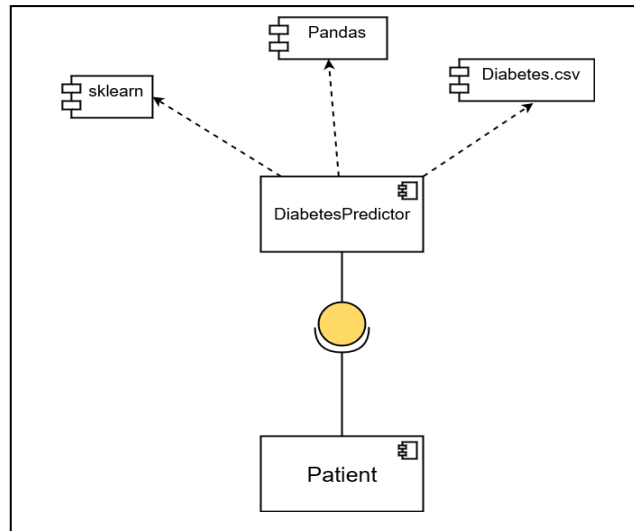 Pandas
sklearn
Diabetes.csv
DiabetesPredictor
Patient